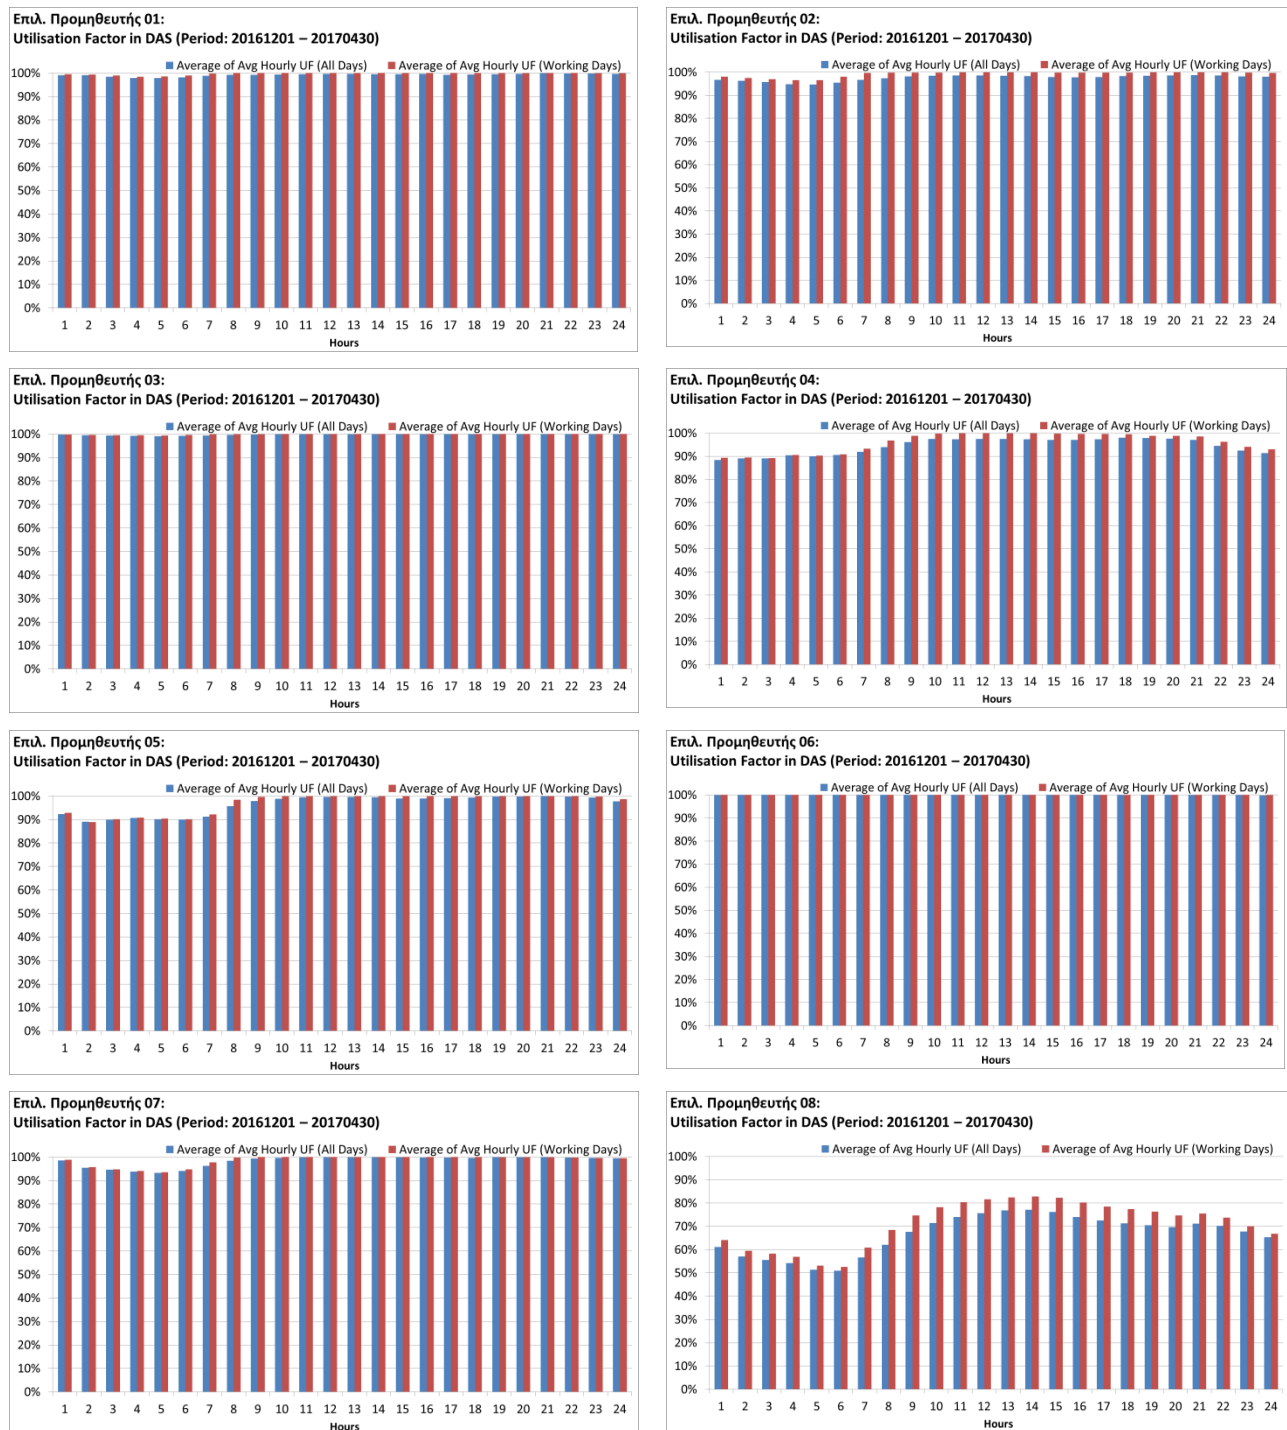 Επιλ. Προμηθευτής 01:
Utilisation Factor in DAS (Period: 20161201 – 20170430)
Average of Avg Hourly UF (All Days) Average of Avg Hourly UF (Working Days)
100%
90%
80%
70%
60%
50%
40%
30%
20%
10%
0%
1 2 3 4 5 6 7 8 9 10 11 12 13 14 15 16 17 18 19 20 21 22 23 24
Hours
Επιλ. Προμηθευτής 02:
Utilisation Factor in DAS (Period: 20161201 – 20170430)
Average of Avg Hourly UF (All Days) Average of Avg Hourly UF (Working Days)
100%
90%
80%
70%
60%
50%
40%
30%
20%
10%
0%
1 2 3 4 5 6 7 8 9 10 11 12 13 14 15 16 17 18 19 20 21 22 23 24
Hours
Επιλ. Προμηθευτής 03:
Utilisation Factor in DAS (Period: 20161201 – 20170430)
Average of Avg Hourly UF (All Days) Average of Avg Hourly UF (Working Days)
100%
90%
80%
70%
60%
50%
40%
30%
20%
10%
0%
1 2 3 4 5 6 7 8 9 10 11 12 13 14 15 16 17 18 19 20 21 22 23 24
Hours
Επιλ. Προμηθευτής 04:
Utilisation Factor in DAS (Period: 20161201 – 20170430)
Average of Avg Hourly UF (All Days) Average of Avg Hourly UF (Working Days)
100%
90%
80%
70%
60%
50%
40%
30%
20%
10%
0%
1 2 3 4 5 6 7 8 9 10 11 12 13 14 15 16 17 18 19 20 21 22 23 24
Hours
Επιλ. Προμηθευτής 05:
Utilisation Factor in DAS (Period: 20161201 – 20170430)
Average of Avg Hourly UF (All Days) Average of Avg Hourly UF (Working Days)
100%
90%
80%
70%
60%
50%
40%
30%
20%
10%
0%
1 2 3 4 5 6 7 8 9 10 11 12 13 14 15 16 17 18 19 20 21 22 23 24
Hours
Επιλ. Προμηθευτής 06:
Utilisation Factor in DAS (Period: 20161201 – 20170430)
Average of Avg Hourly UF (All Days) Average of Avg Hourly UF (Working Days)
100%
90%
80%
70%
60%
50%
40%
30%
20%
10%
0%
1 2 3 4 5 6 7 8 9 10 11 12 13 14 15 16 17 18 19 20 21 22 23 24
Hours
Επιλ. Προμηθευτής 07:
Utilisation Factor in DAS (Period: 20161201 – 20170430)
Average of Avg Hourly UF (All Days) Average of Avg Hourly UF (Working Days)
100%
90%
80%
70%
60%
50%
40%
30%
20%
10%
0%
1 2 3 4 5 6 7 8 9 10 11 12 13 14 15 16 17 18 19 20 21 22 23 24
Hours
Επιλ. Προμηθευτής 08:
Utilisation Factor in DAS (Period: 20161201 – 20170430)
Average of Avg Hourly UF (All Days) Average of Avg Hourly UF (Working Days)
100%
90%
80%
70%
60%
50%
40%
30%
20%
10%
0%
1 2 3 4 5 6 7 8 9 10 11 12 13 14 15 16 17 18 19 20 21 22 23 24
Hours